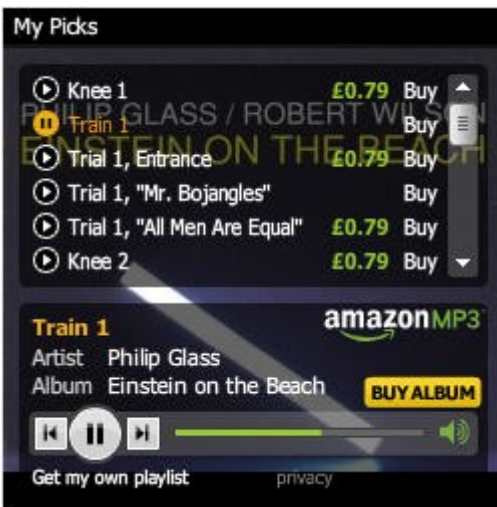 My Picks
Knee 1 £0.79 Buy
PHILIP GLASS / ROBERT WILSON
Train 1 Buy
EINSTEIN ON THE BEACH
Trial 1, Entrance £0.79 Buy
Trial 1, "Mr. Bojangles" Buy
Trial 1, "All Men Are Equal" £0.79 Buy
Knee 2 £0.79 Buy
Train 1 amazonMP3
Artist Philip Glass
Album Einstein on the Beach BUY ALBUM
Get my own playlist privacy